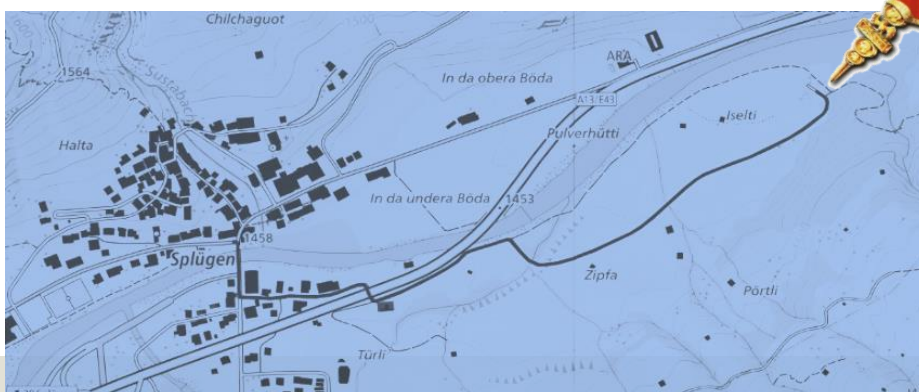 Chilchaguot
1564
Sustabach
Halta
In da obera Böda
ARA
A13/E43
Pulverhütti
Iselti
In da undera Böda
1453
1458
Splügen
Zipfa
Pörtli
Türli